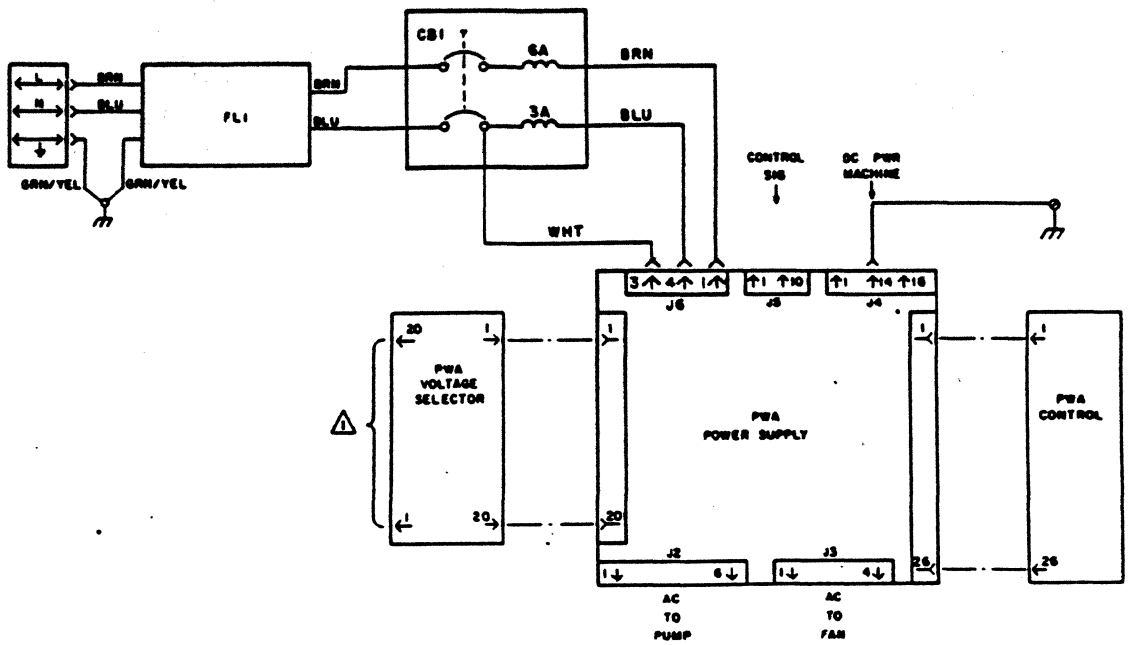 CB1
6A
BRN
L
BRN
BRN
N
BLU
FL1
BLU
3A
BLU
GRN/YEL
GRN/YEL
CONTROL
SIG
DC PWR
MACHINE
WHT
3 4 1
J6
1 10
J5
1 14 16
J4
20 1
PWA
VOLTAGE
SELECTOR
1
1 20
1
20
PWA
POWER SUPPLY
1
26
1
PWA
CONTROL
26
J2
1 6
J3
1 4
AC
TO
PUMP
AC
TO
FAN